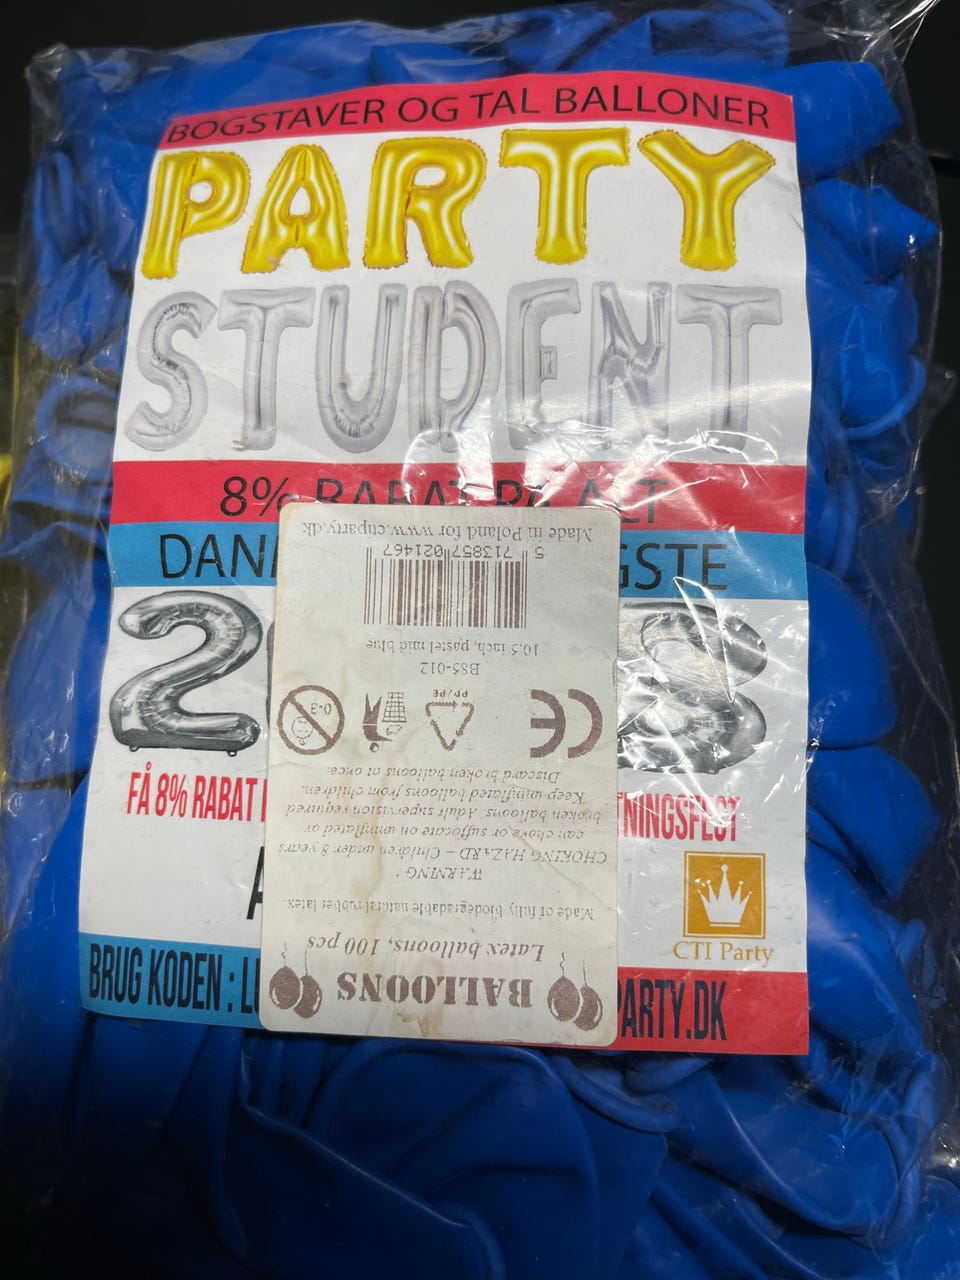 BOGSTAVER OG TAL BALLONER
PARTY
STUDENT
8% RABAT PÅ ALT
DAN
GSTE
2
8
FÅ 8% RABAT
TNINGSFLOT
A
CTI Party
BRUG KODEN : L
PARTY.DK
BALLOONS
Latex balloons, 100 pcs
Made of fully biodegradable natural rubber latex.
WARNING!
CHOKING HAZARD – Children under 8 years
can choke or suffocate on uninflated or
broken balloons. Adult supervision required
Keep uninflated balloons from children.
Discard broken balloons at once.
0-3
PP/PE
CE
B85-012
10,5 inch, pastel mid blue
5 713857 021467
Made in Poland for www.ctiparty.dk